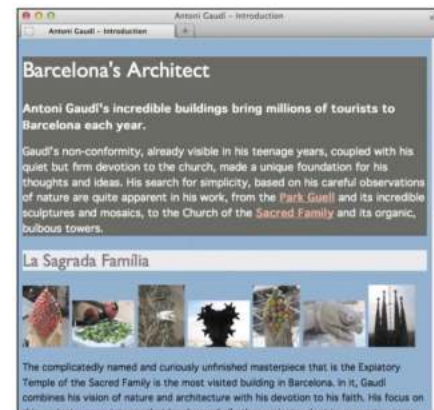 Antoni Gaudí – Introduction
Antoni Gaudí – Introduction
Barcelona's Architect
Antoni Gaudí's incredible buildings bring millions of tourists to
Barcelona each year.
Gaudí's non-conformity, already visible in his teenage years, coupled with his
quiet but firm devotion to the church, made a unique foundation for his
thoughts and ideas. His search for simplicity, based on his careful observations
of nature are quite apparent in his work, from the Park Guell and its incredible
sculptures and mosaics, to the Church of the Sacred Family and its organic,
bulbous towers.
La Sagrada Família
The complicatedly named and curiously unfinished masterpiece that is the Expiatory
Temple of the Sacred Family is the most visited building in Barcelona. In it, Gaudí
combines his vision of nature and architecture with his devotion to his faith. His focus on